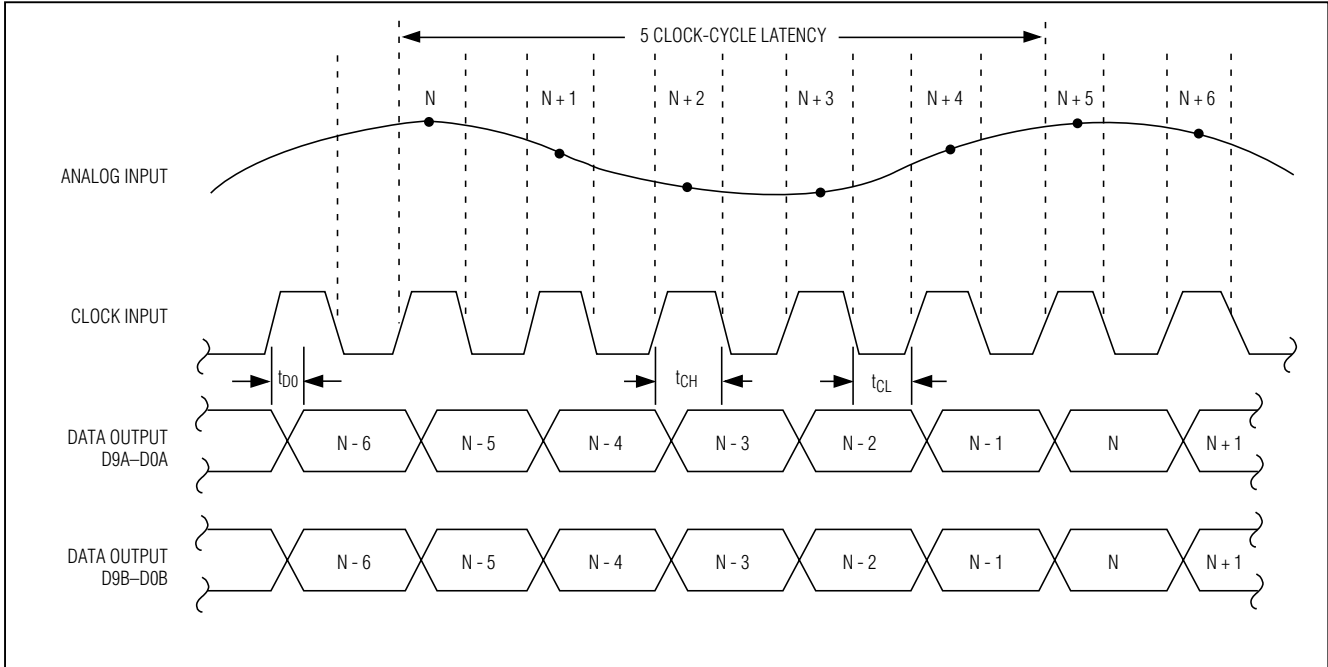 5 CLOCK-CYCLE LATENCY
N N + 1 N + 2 N + 3 N + 4 N + 5 N + 6
ANALOG INPUT
CLOCK INPUT
tD0 tCH tCL
DATA OUTPUT
D9A–D0A
N - 6 N - 5 N - 4 N - 3 N - 2 N - 1 N N + 1
DATA OUTPUT
D9B–D0B
N - 6 N - 5 N - 4 N - 3 N - 2 N - 1 N N + 1